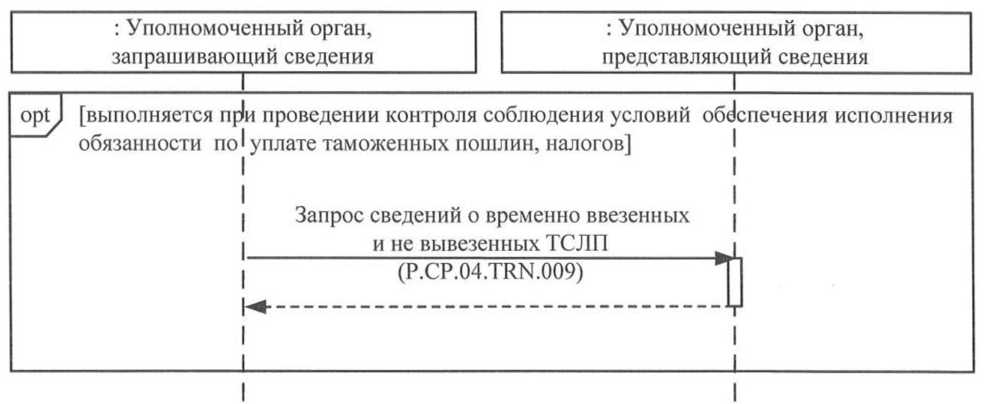 : Уполномоченный орган,
запрашивающий сведения
: Уполномоченный орган,
представляющий сведения
opt
[выполняется при проведении контроля соблюдения условий обеспечения исполнения
обязанности по уплате таможенных пошлин, налогов]
Запрос сведений о временно ввезенных
и не вывезенных ТСЛП
(P.CP.04.TRN.009)